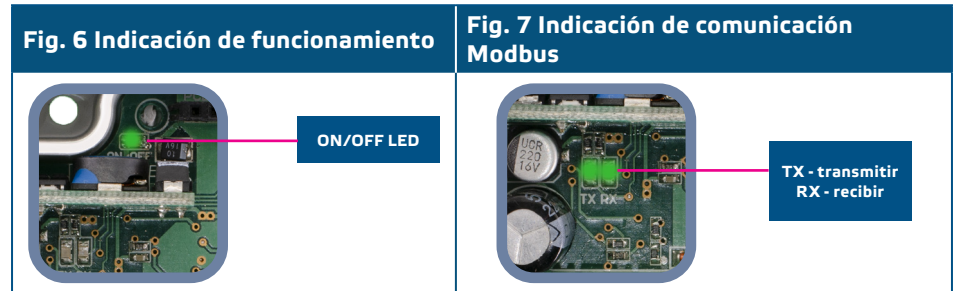 Fig. 6 Indicación de funcionamiento
Fig. 7 Indicación de comunicación
Modbus
ON/OFF
ON/OFF LED
UCR
220
16V
TX RX
TX - transmitir
RX - recibir